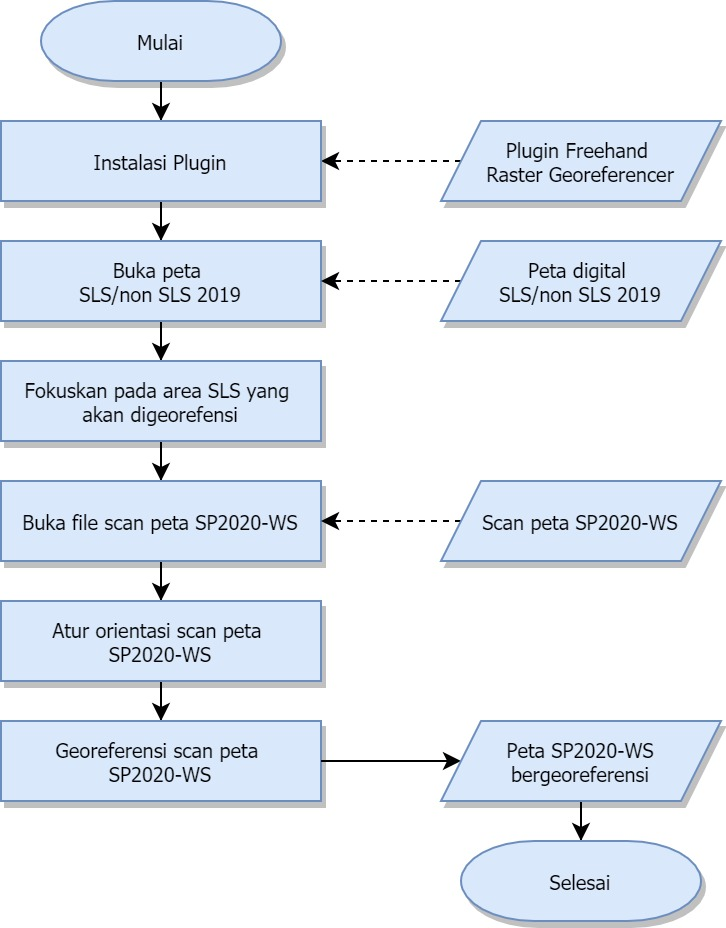 Mulai
Instalasi Plugin
Plugin Freehand
Raster Georeferencer
Buka peta
SLS/non SLS 2019
Peta digital
SLS/non SLS 2019
Fokuskan pada area SLS yang
akan digeorefensi
Buka file scan peta SP2020-WS
Scan peta SP2020-WS
Atur orientasi scan peta
SP2020-WS
Georeferensi scan peta
SP2020-WS
Peta SP2020-WS
bergeoreferensi
Selesai